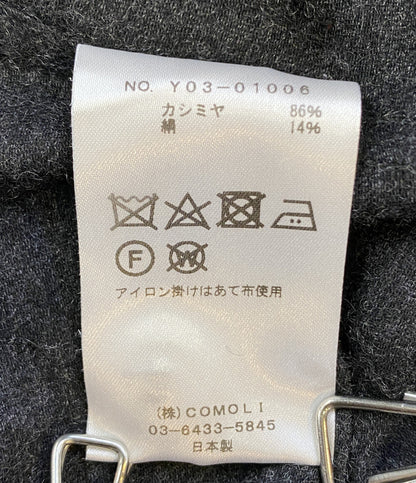 NO. Y03-01006
カシミヤ 86%
絹 14%
F W
アイロン掛けはあて布使用
(株)COMOLI
03-6433-5845
日本製